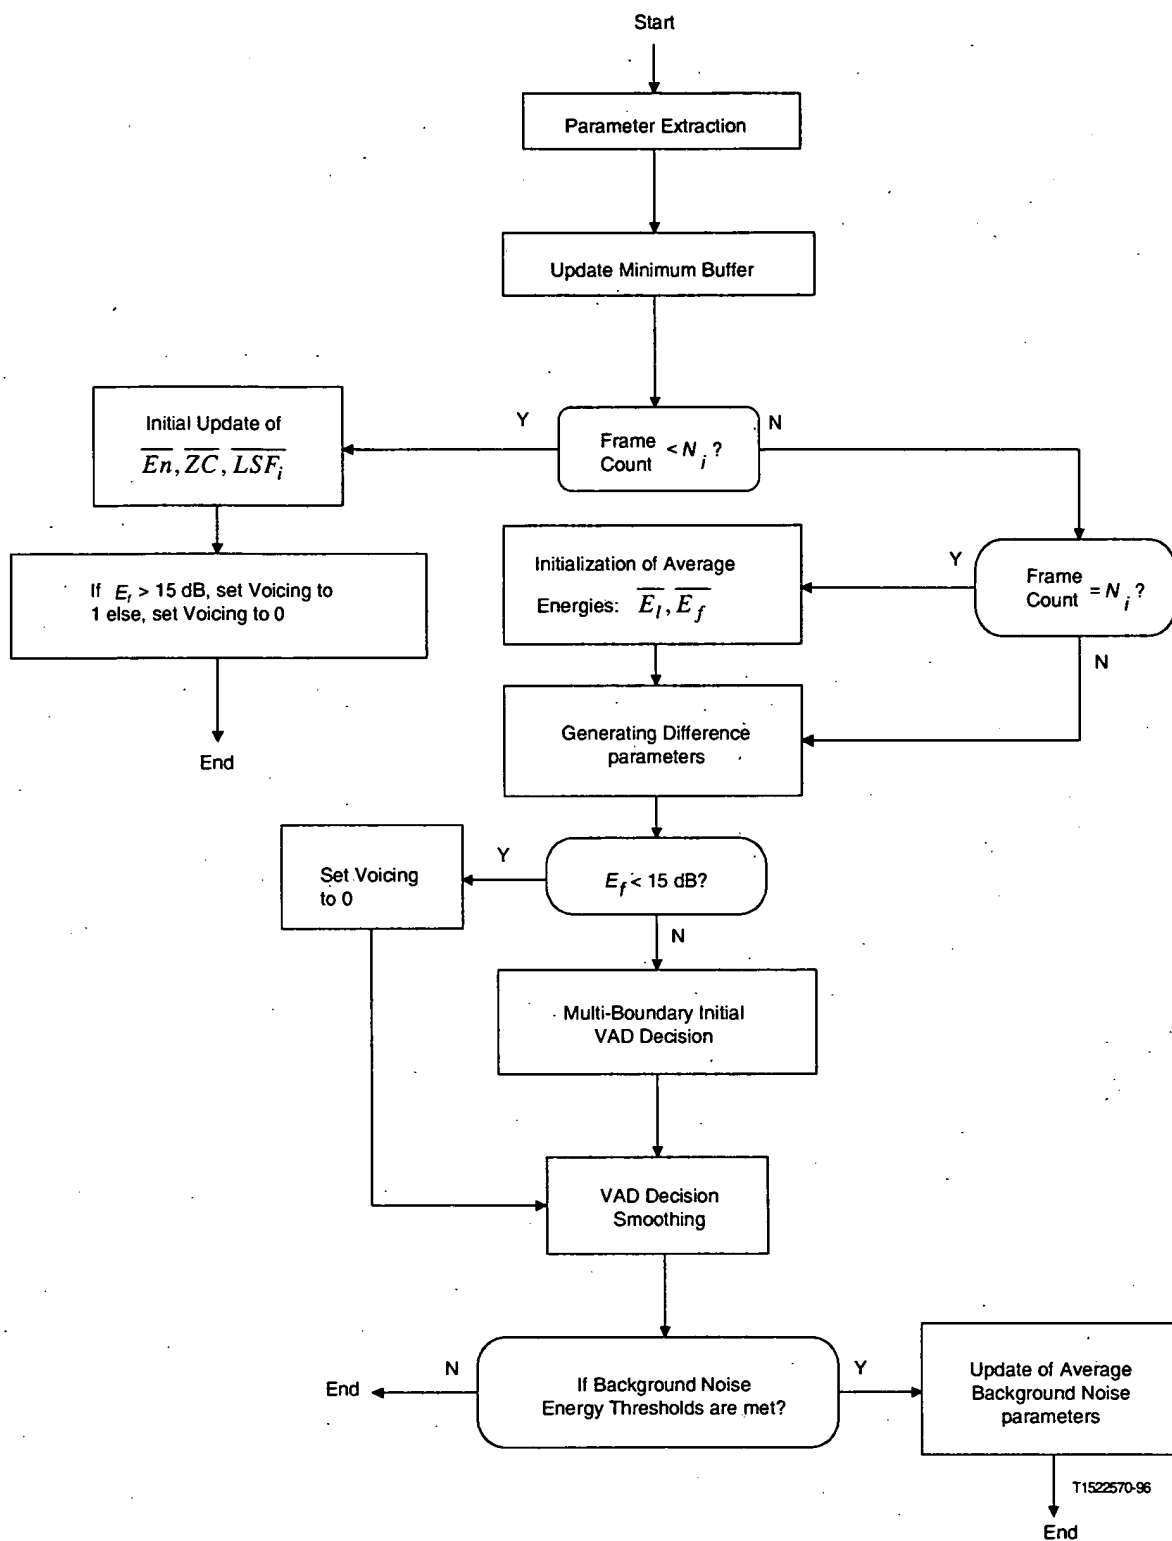 Start
Parameter Extraction
Update Minimum Buffer
Y
N
Initial Update of
En, ZC, LSF_i
Frame
Count < N_i ?
If E_f > 15 dB, set Voicing to
1 else, set Voicing to 0
End
Initialization of Average
Energies: E_l, E_f
Y
Frame
Count = N_i ?
N
Generating Difference
parameters
Y
Set Voicing
to 0
E_f < 15 dB?
N
Multi-Boundary Initial
VAD Decision
VAD Decision
Smoothing
End
N
If Background Noise
Energy Thresholds are met?
Y
Update of Average
Background Noise
parameters
T1522570-96
End